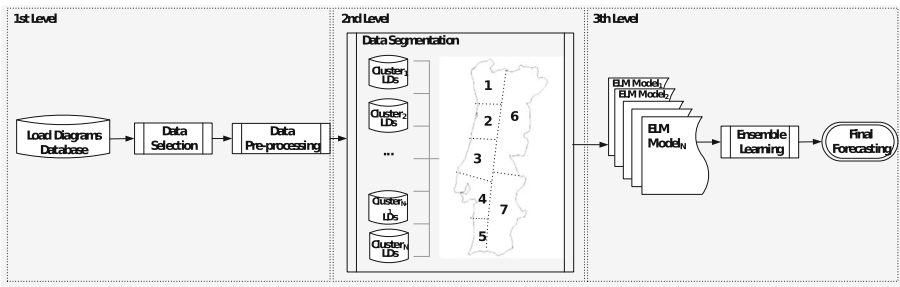 1st Level
2nd Level
3th Level
Load Diagrams
Database
Data
Selection
Data
Pre-processing
Data Segmentation
Cluster1
LDs
Cluster2
LDs
...
ClusterN-
1
LDs
ClusterN
LDs
1
2
3
4
5
6
7
ELM Model1
ELM Model2
ELM
ModelN
Ensemble
Learning
Final
Forecasting